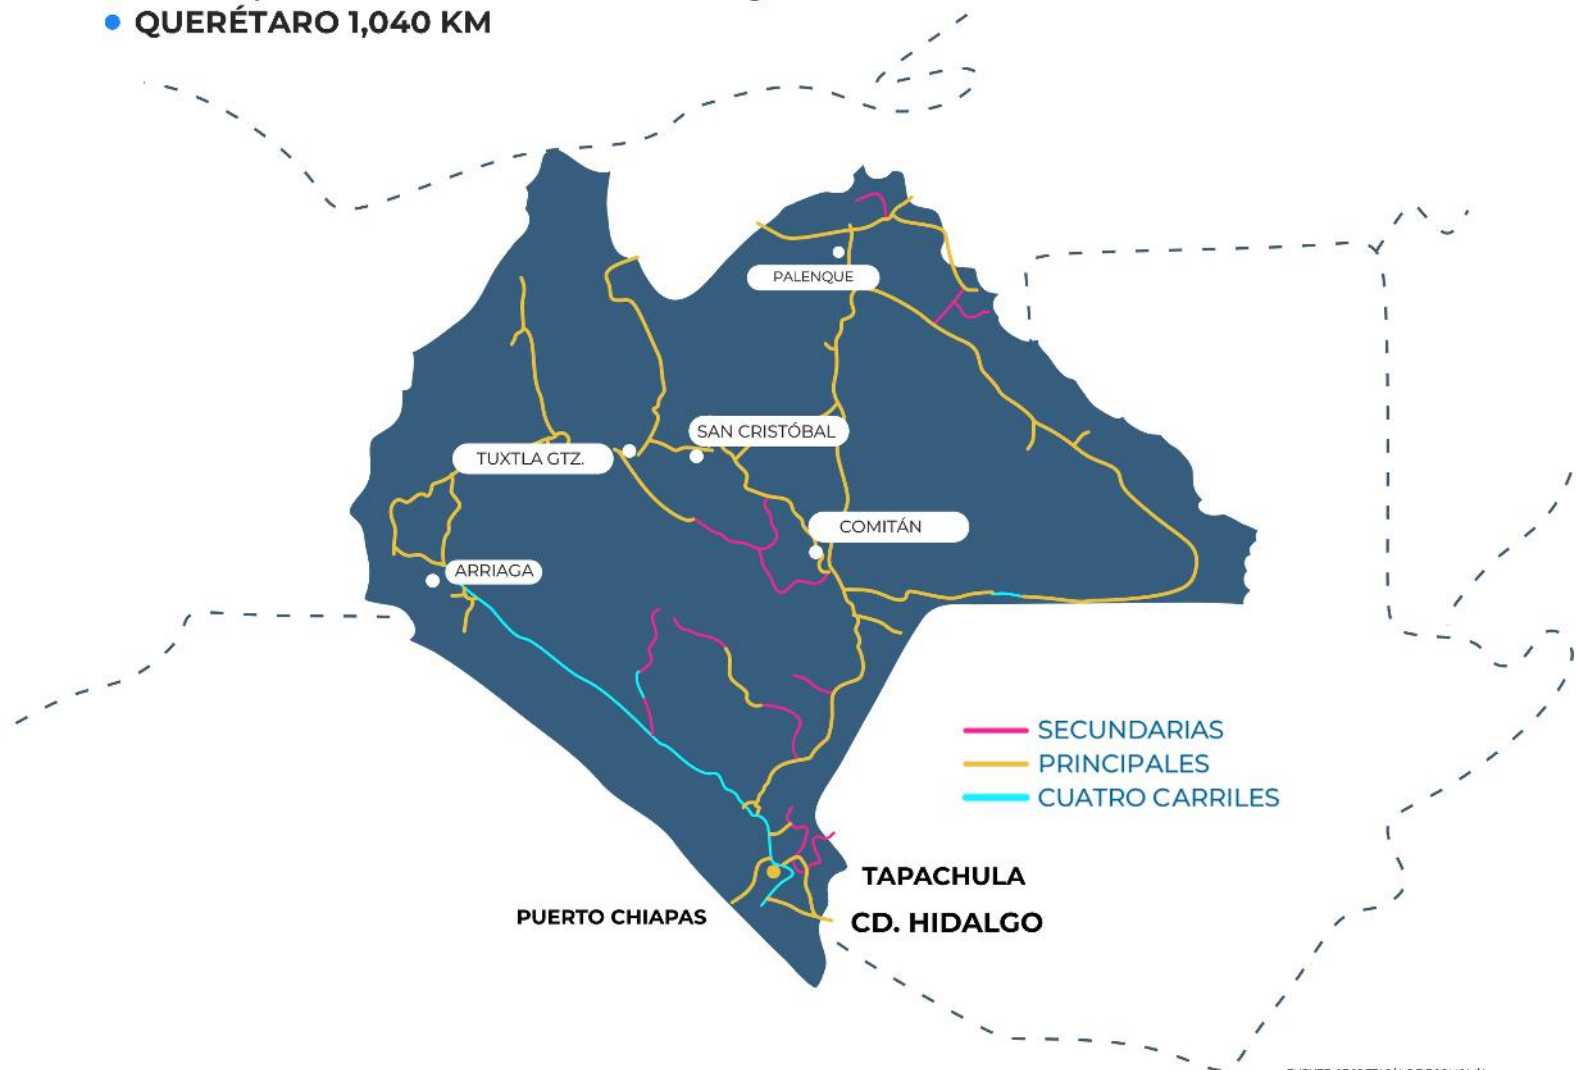 QUERÉTARO 1,040 KM
PALENQUE
SAN CRISTÓBAL
TUXTLA GTZ.
COMITÁN
ARRIAGA
SECUNDARIAS
PRINCIPALES
CUATRO CARRILES
TAPACHULA
PUERTO CHIAPAS
CD. HIDALGO